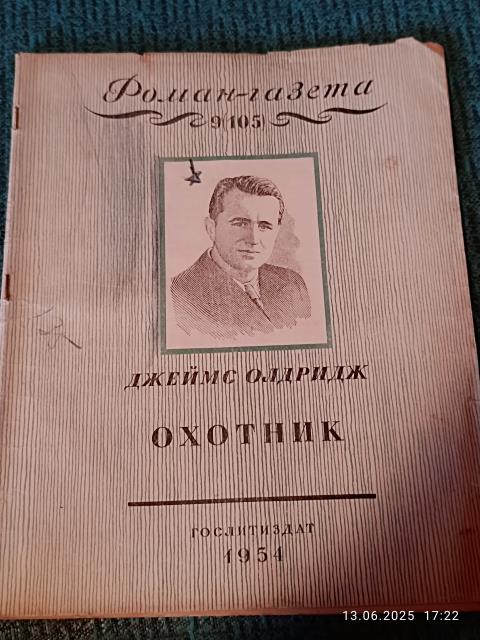 Роман-газета
9(105)
ДЖЕЙМС ОЛДРИДЖ
ОХОТНИК
ГОСЛИТИЗДАТ
1954
13.06.2025 17:22